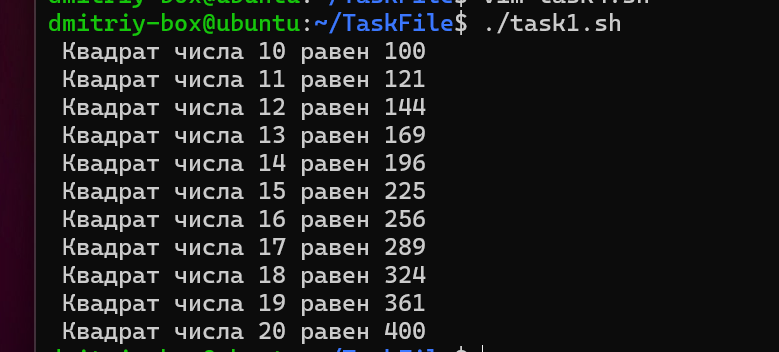 dmitriy-box@ubuntu:~/TaskFile$ ./task1.sh
Квадрат числа 10 равен 100
Квадрат числа 11 равен 121
Квадрат числа 12 равен 144
Квадрат числа 13 равен 169
Квадрат числа 14 равен 196
Квадрат числа 15 равен 225
Квадрат числа 16 равен 256
Квадрат числа 17 равен 289
Квадрат числа 18 равен 324
Квадрат числа 19 равен 361
Квадрат числа 20 равен 400